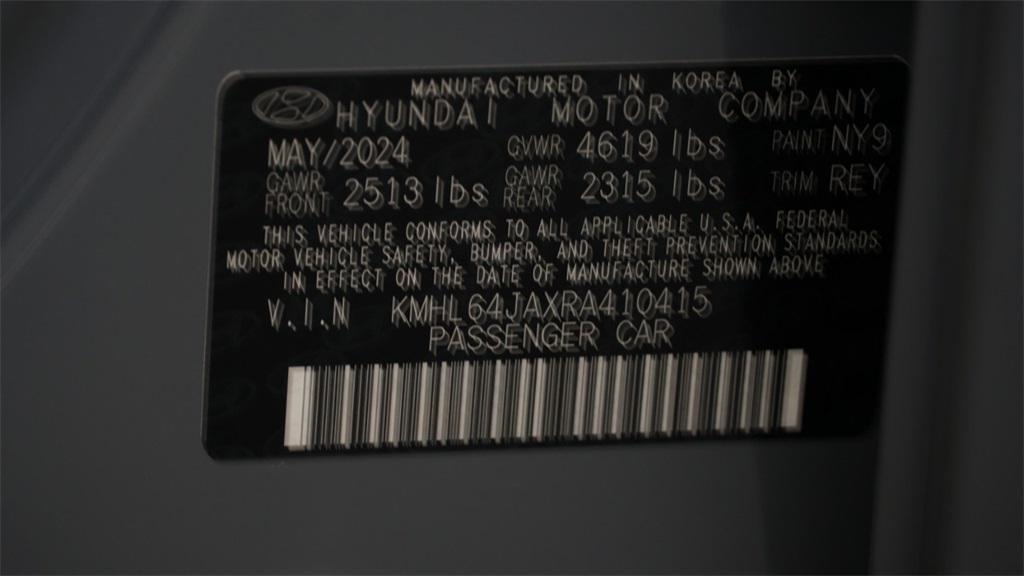 MANUFACTURED IN KOREA BY
HYUNDAI MOTOR COMPANY
MAY/2024 GVWR 4619 lbs PAINT NY9
GAWR FRONT 2513 lbs GAWR REAR 2315 lbs TRIM REY
THIS VEHICLE CONFORMS TO ALL APPLICABLE U.S.A. FEDERAL
MOTOR VEHICLE SAFETY, BUMPER, AND THEFT PREVENTION STANDARDS
IN EFFECT ON THE DATE OF MANUFACTURE SHOWN ABOVE
V.I.N KMHL64JAXRA410415
PASSENGER CAR